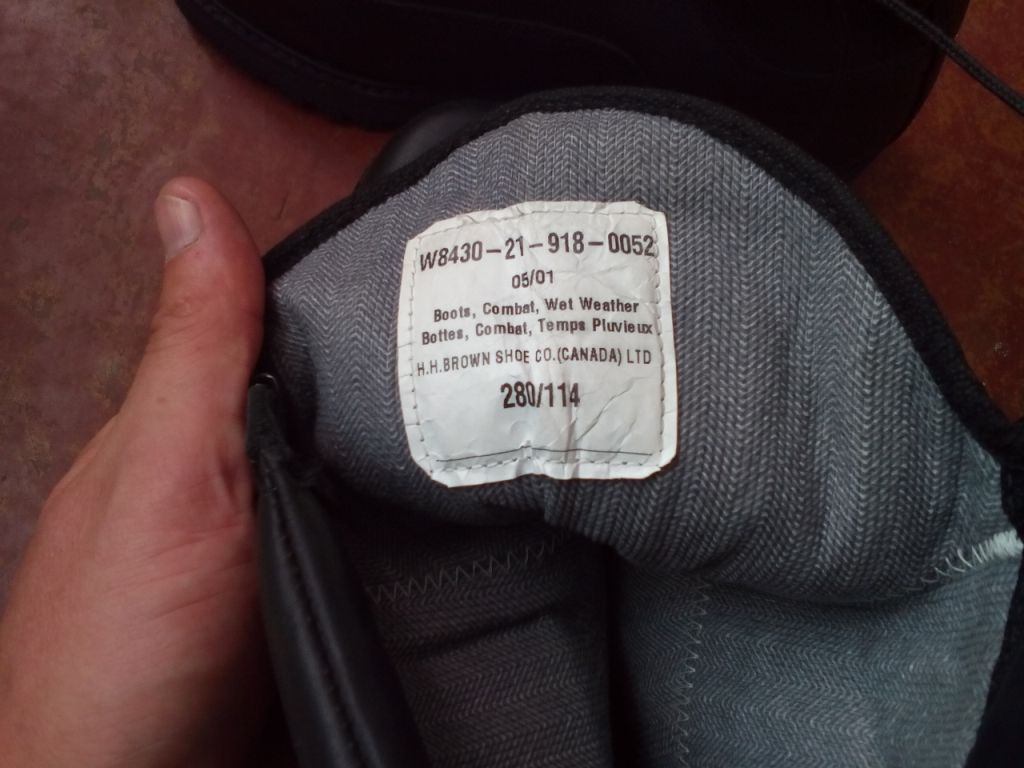 W8430-21-918-0052
05/01
Boots, Combat, Wet Weather
Bottes, Combat, Temps Pluvieux
H.H.BROWN SHOE CO.(CANADA) LTD
280/114